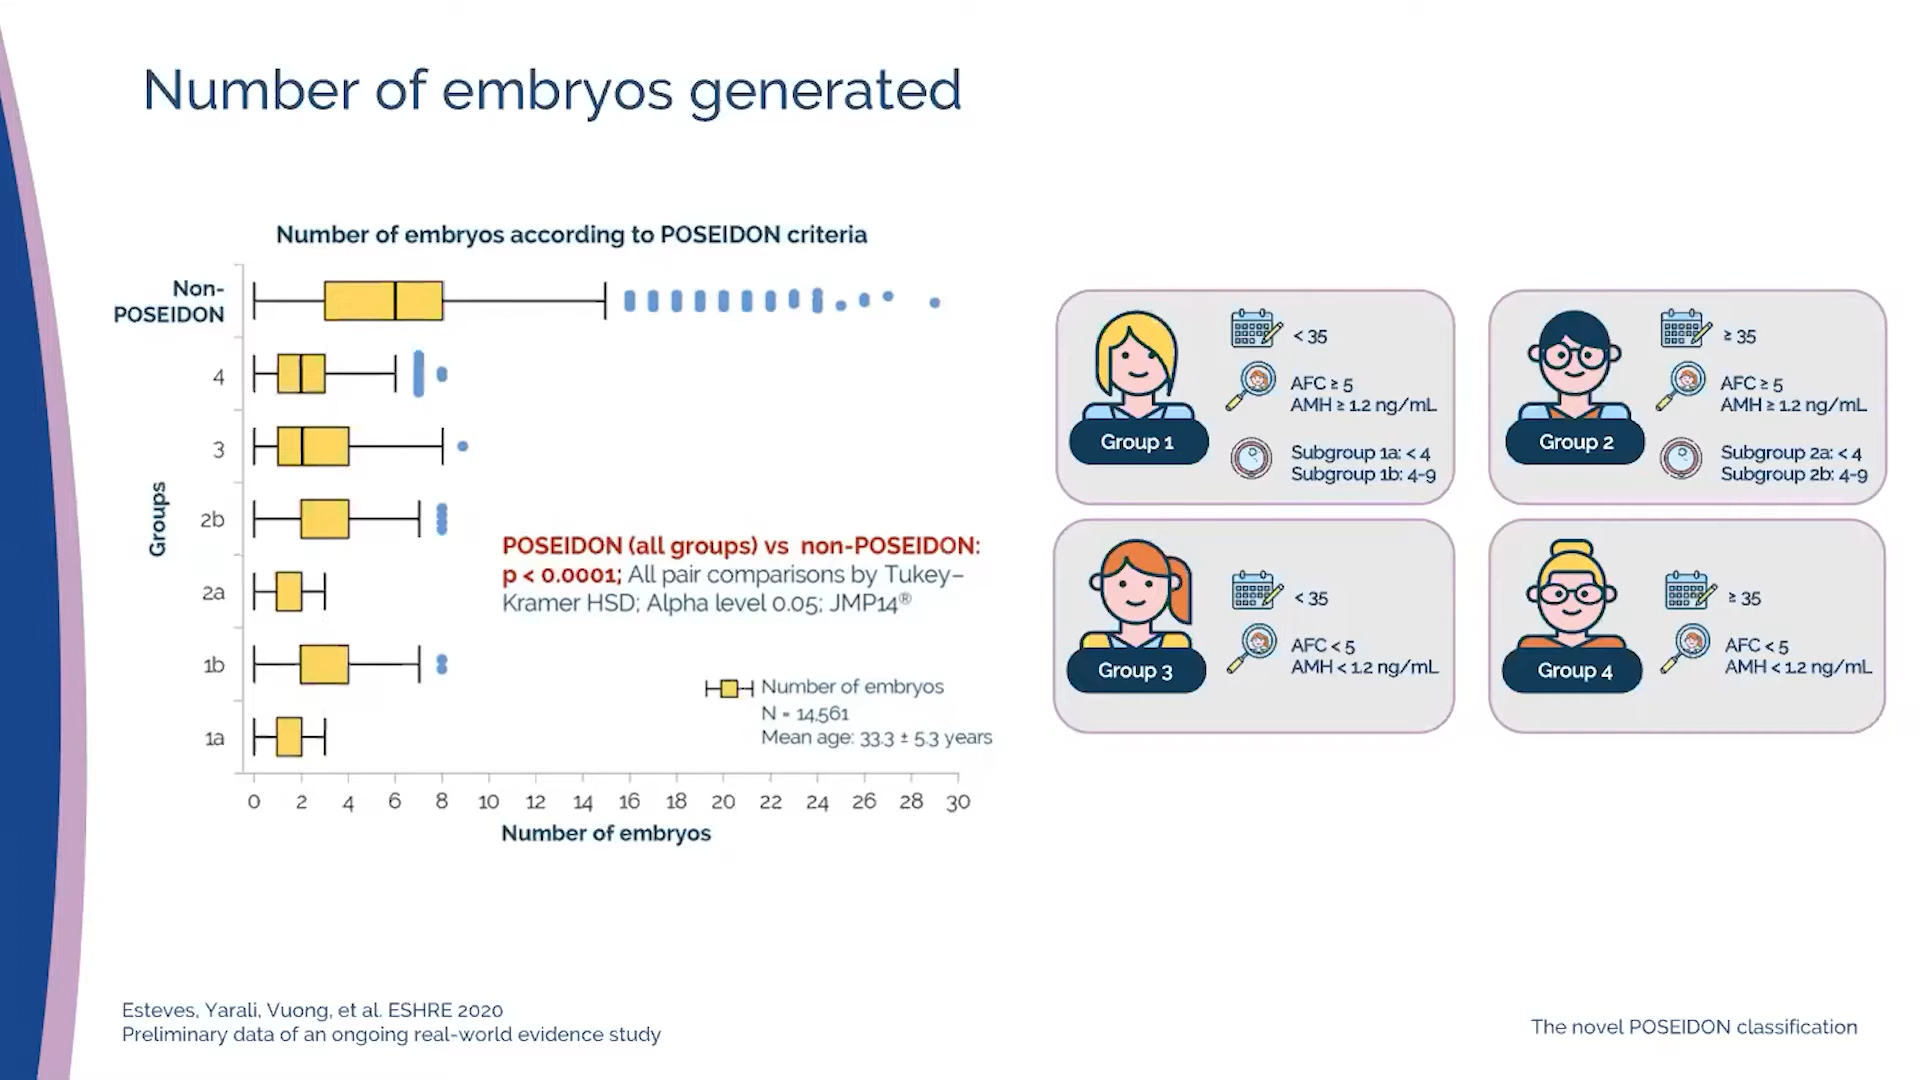 Number of embryos generated
Number of embryos according to POSEIDON criteria
Non-
POSEIDON
4
3
2b
2a
1b
1a
Groups
POSEIDON (all groups) vs non-POSEIDON:
p < 0.0001; All pair comparisons by Tukey–
Kramer HSD; Alpha level 0.05; JMP14®
Number of embryos
N = 14,561
Mean age: 33.3 ± 5.3 years
0 2 4 6 8 10 12 14 16 18 20 22 24 26 28 30
Number of embryos
Group 1
< 35
AFC ≥ 5
AMH ≥ 1.2 ng/mL
Subgroup 1a: < 4
Subgroup 1b: 4-9
Group 2
≥ 35
AFC ≥ 5
AMH ≥ 1.2 ng/mL
Subgroup 2a: < 4
Subgroup 2b: 4-9
Group 3
< 35
AFC < 5
AMH < 1.2 ng/mL
Group 4
≥ 35
AFC < 5
AMH < 1.2 ng/mL
Esteves, Yarali, Vuong, et al. ESHRE 2020
Preliminary data of an ongoing real-world evidence study
The novel POSEIDON classification